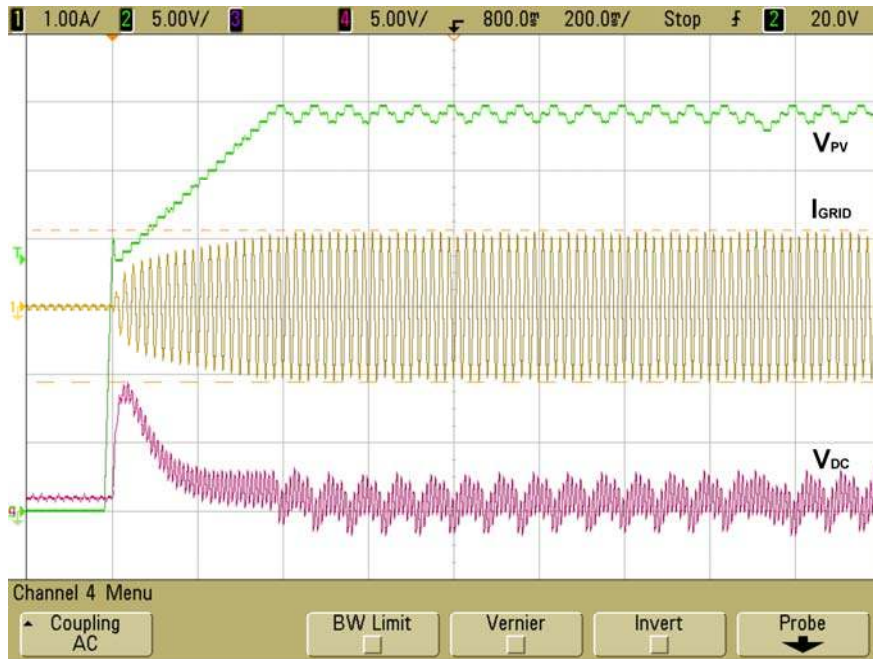 1 1.00A/ 2 5.00V/ 3 4 5.00V/ 800.0ms 200.0ms/ Stop 2 20.0V
VPV
IGRID
T
1
VDC
Channel 4 Menu
Coupling
AC
BW Limit
Vernier
Invert
Probe